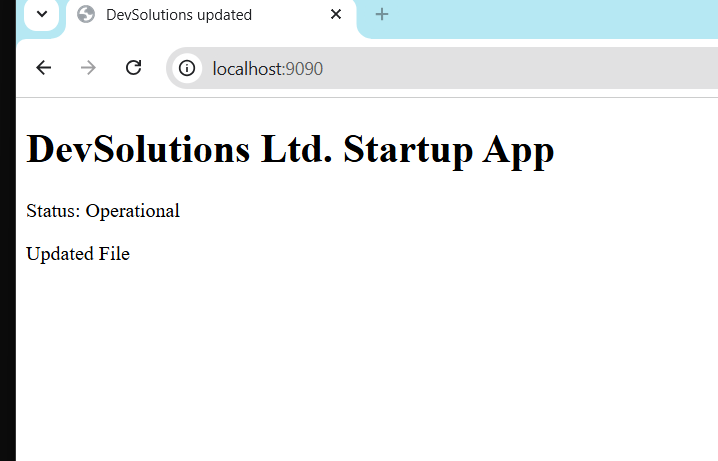 DevSolutions updated
localhost:9090
DevSolutions Ltd. Startup App
Status: Operational
Updated File